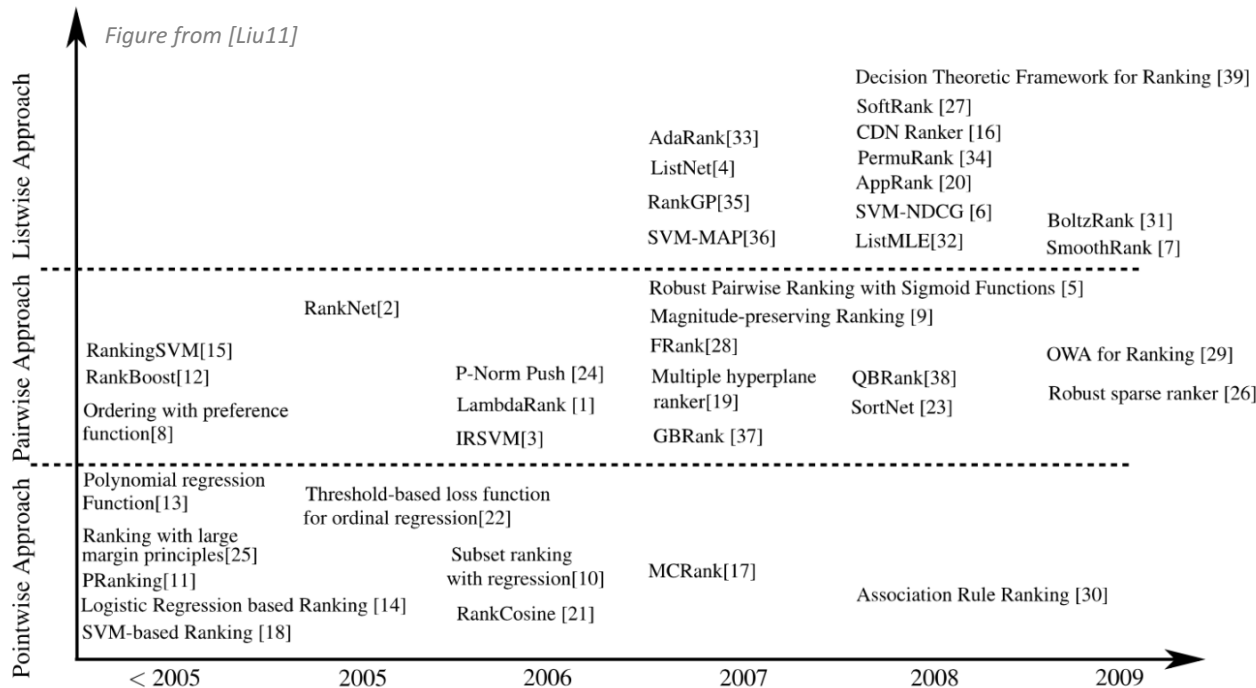 Figure from [Liu11]
Listwise Approach
Decision Theoretic Framework for Ranking [39]
SoftRank [27]
AdaRank[33]
CDN Ranker [16]
ListNet[4]
PermuRank [34]
AppRank [20]
RankGP[35]
SVM-NDCG [6]
BoltzRank [31]
SVM-MAP[36]
ListMLE[32]
SmoothRank [7]
Pairwise Approach
Robust Pairwise Ranking with Sigmoid Functions [5]
RankNet[2]
Magnitude-preserving Ranking [9]
RankingSVM[15]
FRank[28]
OWA for Ranking [29]
RankBoost[12]
P-Norm Push [24]
Multiple hyperplane
ranker[19]
QBRank[38]
Robust sparse ranker [26]
Ordering with preference
function[8]
LambdaRank [1]
SortNet [23]
IRSVM[3]
GBRank [37]
Pointwise Approach
Polynomial regression
Function[13]
Threshold-based loss function
for ordinal regression[22]
Ranking with large
margin principles[25]
Subset ranking
with regression[10]
MCRank[17]
PRanking[11]
Association Rule Ranking [30]
Logistic Regression based Ranking [14]
RankCosine [21]
SVM-based Ranking [18]
< 2005
2005
2006
2007
2008
2009